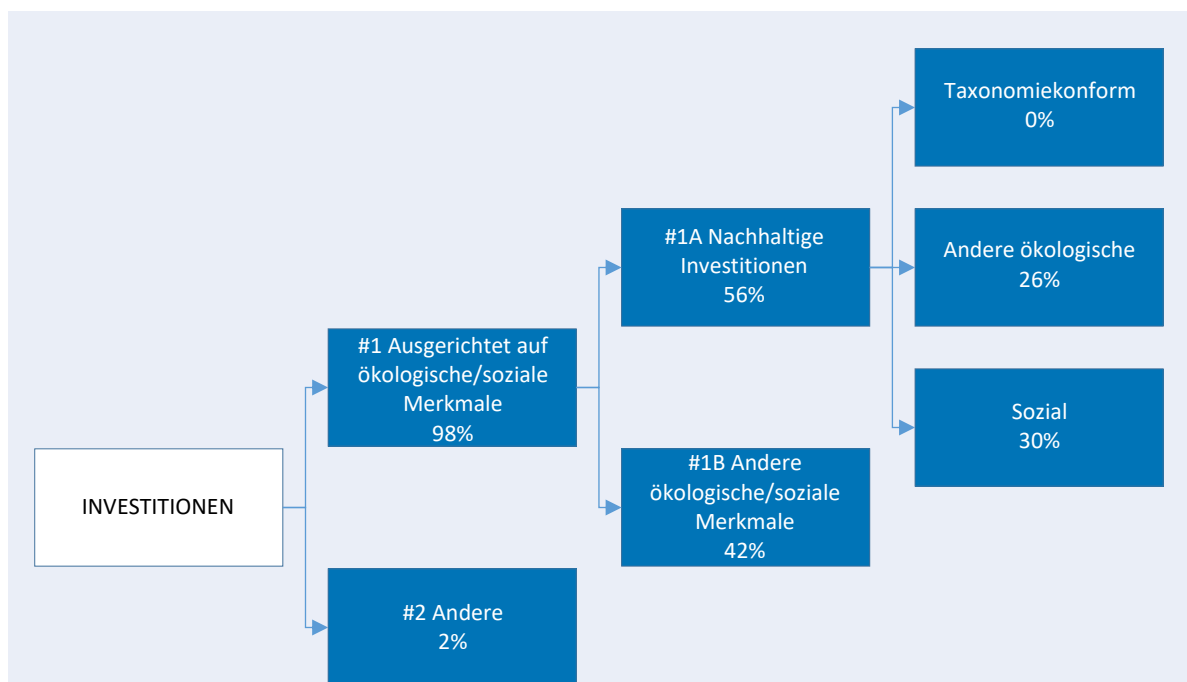 INVESTITIONEN
#1 Ausgerichtet auf
ökologische/soziale
Merkmale
98%
#2 Andere
2%
#1A Nachhaltige
Investitionen
56%
#1B Andere
ökologische/soziale
Merkmale
42%
Taxonomiekonform
0%
Andere ökologische
26%
Sozial
30%